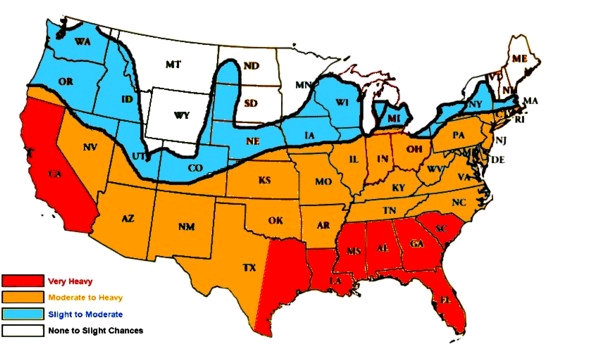 WA
MT
ND
MN
ME
VT
NH
OR
ID
SD
WI
MI
NY
MA
RI
WY
IA
NE
PA
NJ
DE
NV
UT
CO
IL
IN
OH
WV
VA
CA
KS
MO
KY
NC
AZ
NM
OK
AR
TN
SC
TX
MS
GA
LA
FL
Very Heavy
Moderate to Heavy
Slight to Moderate
None to Slight Chances